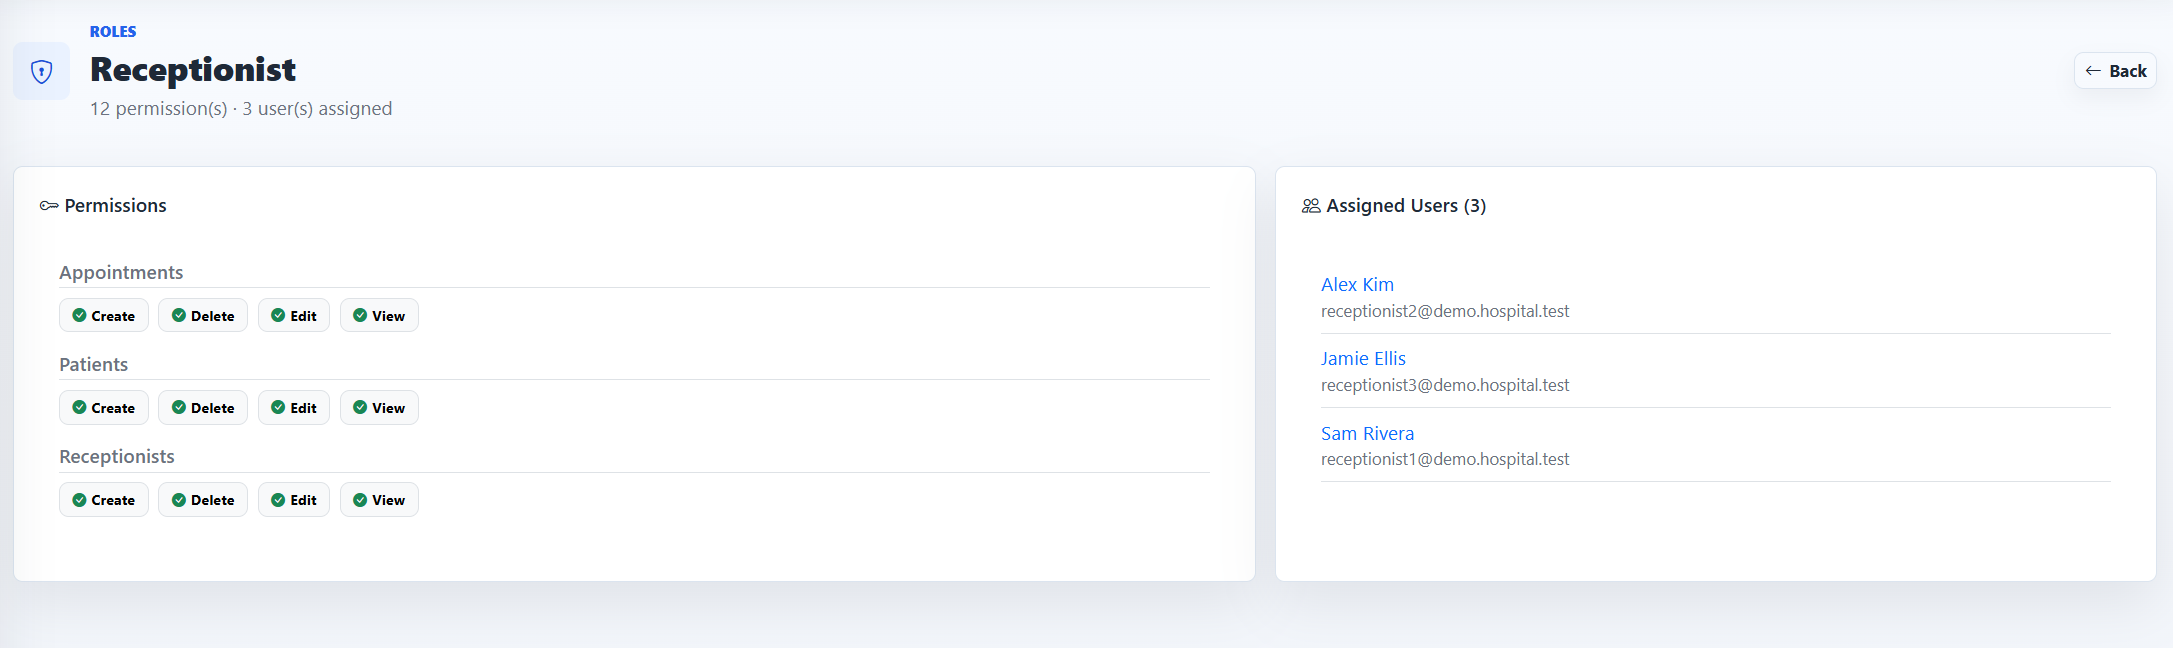 ROLES
Receptionist
12 permission(s) · 3 user(s) assigned
Back
Permissions
Appointments
Create Delete Edit View
Patients
Create Delete Edit View
Receptionists
Create Delete Edit View
Assigned Users (3)
Alex Kim
receptionist2@demo.hospital.test
Jamie Ellis
receptionist3@demo.hospital.test
Sam Rivera
receptionist1@demo.hospital.test